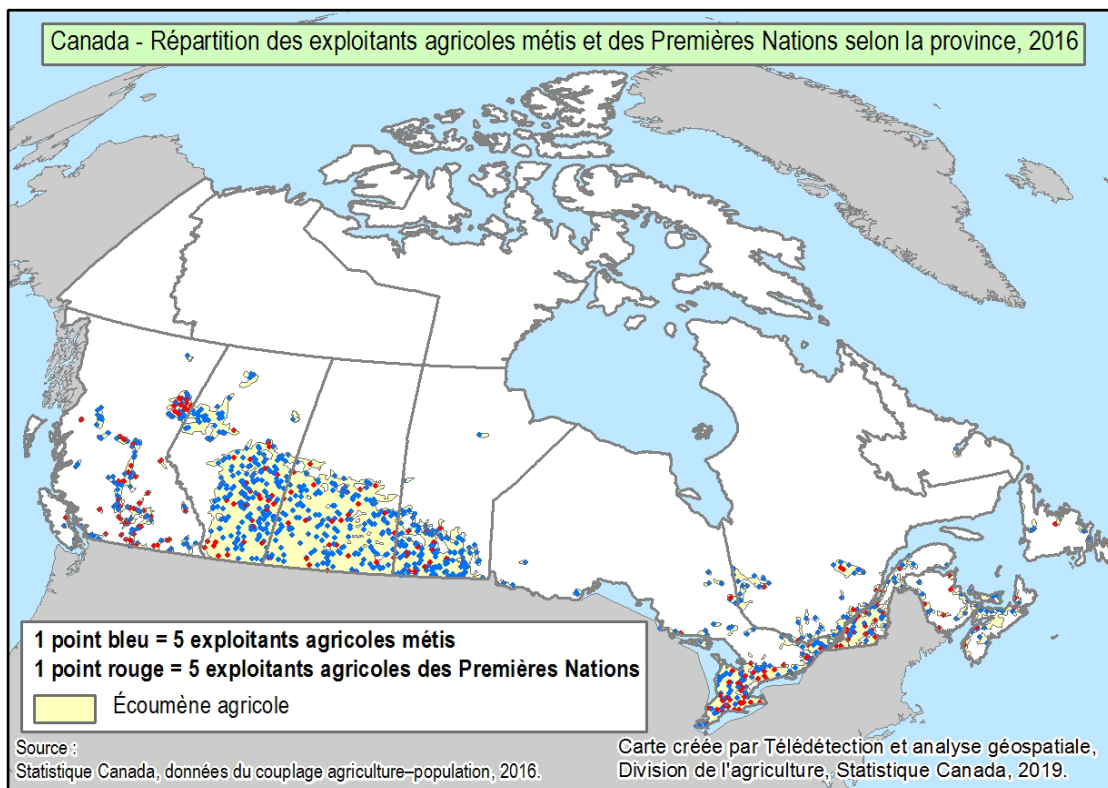 Canada - Répartition des exploitants agricoles métis et des Premières Nations selon la province, 2016
1 point bleu = 5 exploitants agricoles métis
1 point rouge = 5 exploitants agricoles des Premières Nations
Écoumène agricole
Source :
Statistique Canada, données du couplage agriculture–population, 2016.
Carte créée par Télédétection et analyse géospatiale,
Division de l'agriculture, Statistique Canada, 2019.